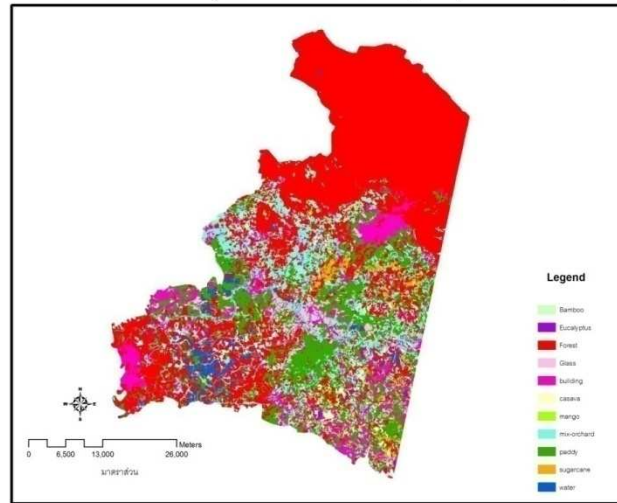 Legend
Bamboo
Eucalyptus
Forest
Glass
building
casava
mango
mix-orchard
paddy
sugarcane
water
N
W E
S
Meters
0 6,500 13,000 26,000
มาตราส่วน